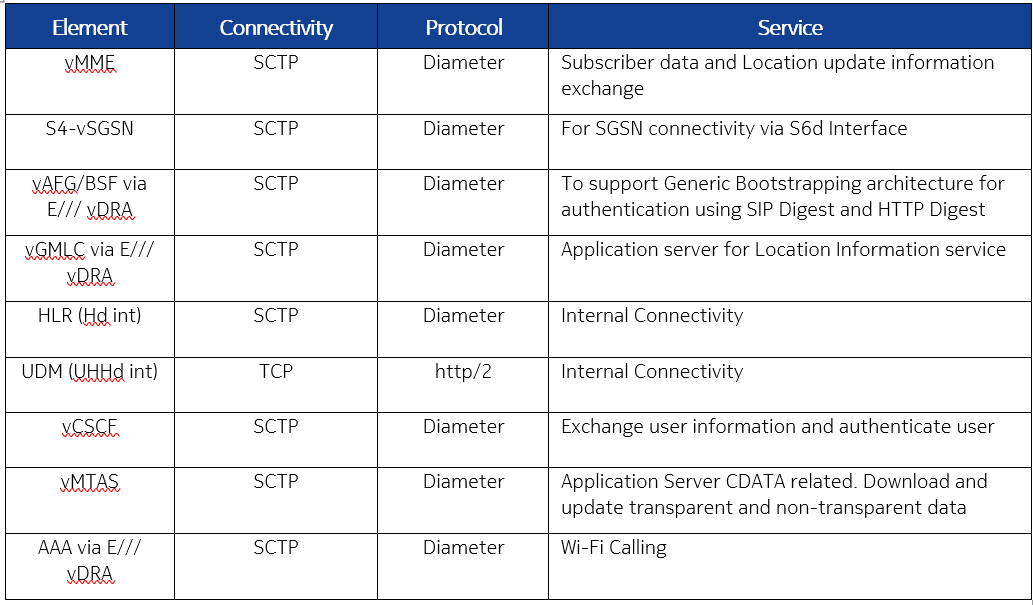 Element Connectivity Protocol Service
vMME SCTP Diameter Subscriber data and Location update information
exchange
S4-vSGSN SCTP Diameter For SGSN connectivity via S6d Interface
vAFG/BSF via SCTP Diameter To support Generic Bootstrapping architecture for
E/// vDRA authentication using SIP Digest and HTTP Digest
vGMLC via E/// SCTP Diameter Application server for Location Information service
vDRA
HLR (Hd int) SCTP Diameter Internal Connectivity
UDM (UHHd int) TCP http/2 Internal Connectivity
vCSCF SCTP Diameter Exchange user information and authenticate user
vMTAS SCTP Diameter Application Server CDATA related. Download and
update transparent and non-transparent data
AAA via E/// SCTP Diameter Wi-Fi Calling
vDRA